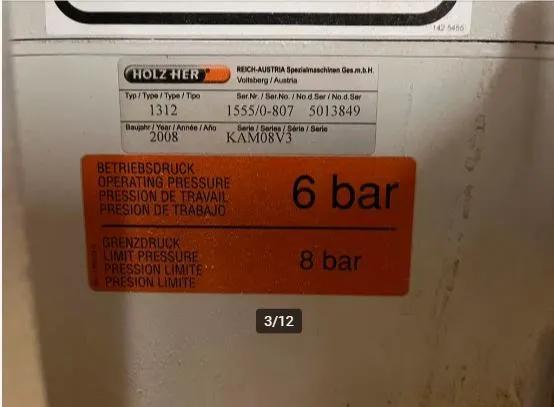 142 5455
HOLZ HER
REICH-AUSTRIA Spezialmaschinen Ges.m.b.H.
Voitsberg / Austria
Typ / Type / Type / Tipo
Ser.Nr. / Ser.No. / No.d.Ser / No.d.Ser
1312
1555/0-807 5013849
Baujahr / Year / Année / Año
Serie / Series / Série / Serie
2008
KAM08V3
BETRIEBSDRUCK
OPERATING PRESSURE
PRESSION DE TRAVAIL
PRESION DE TRABAJO
6 bar
GRENZDRUCK
LIMIT PRESSURE
PRESSION LIMITE
PRESION LIMITE
8 bar
3/12